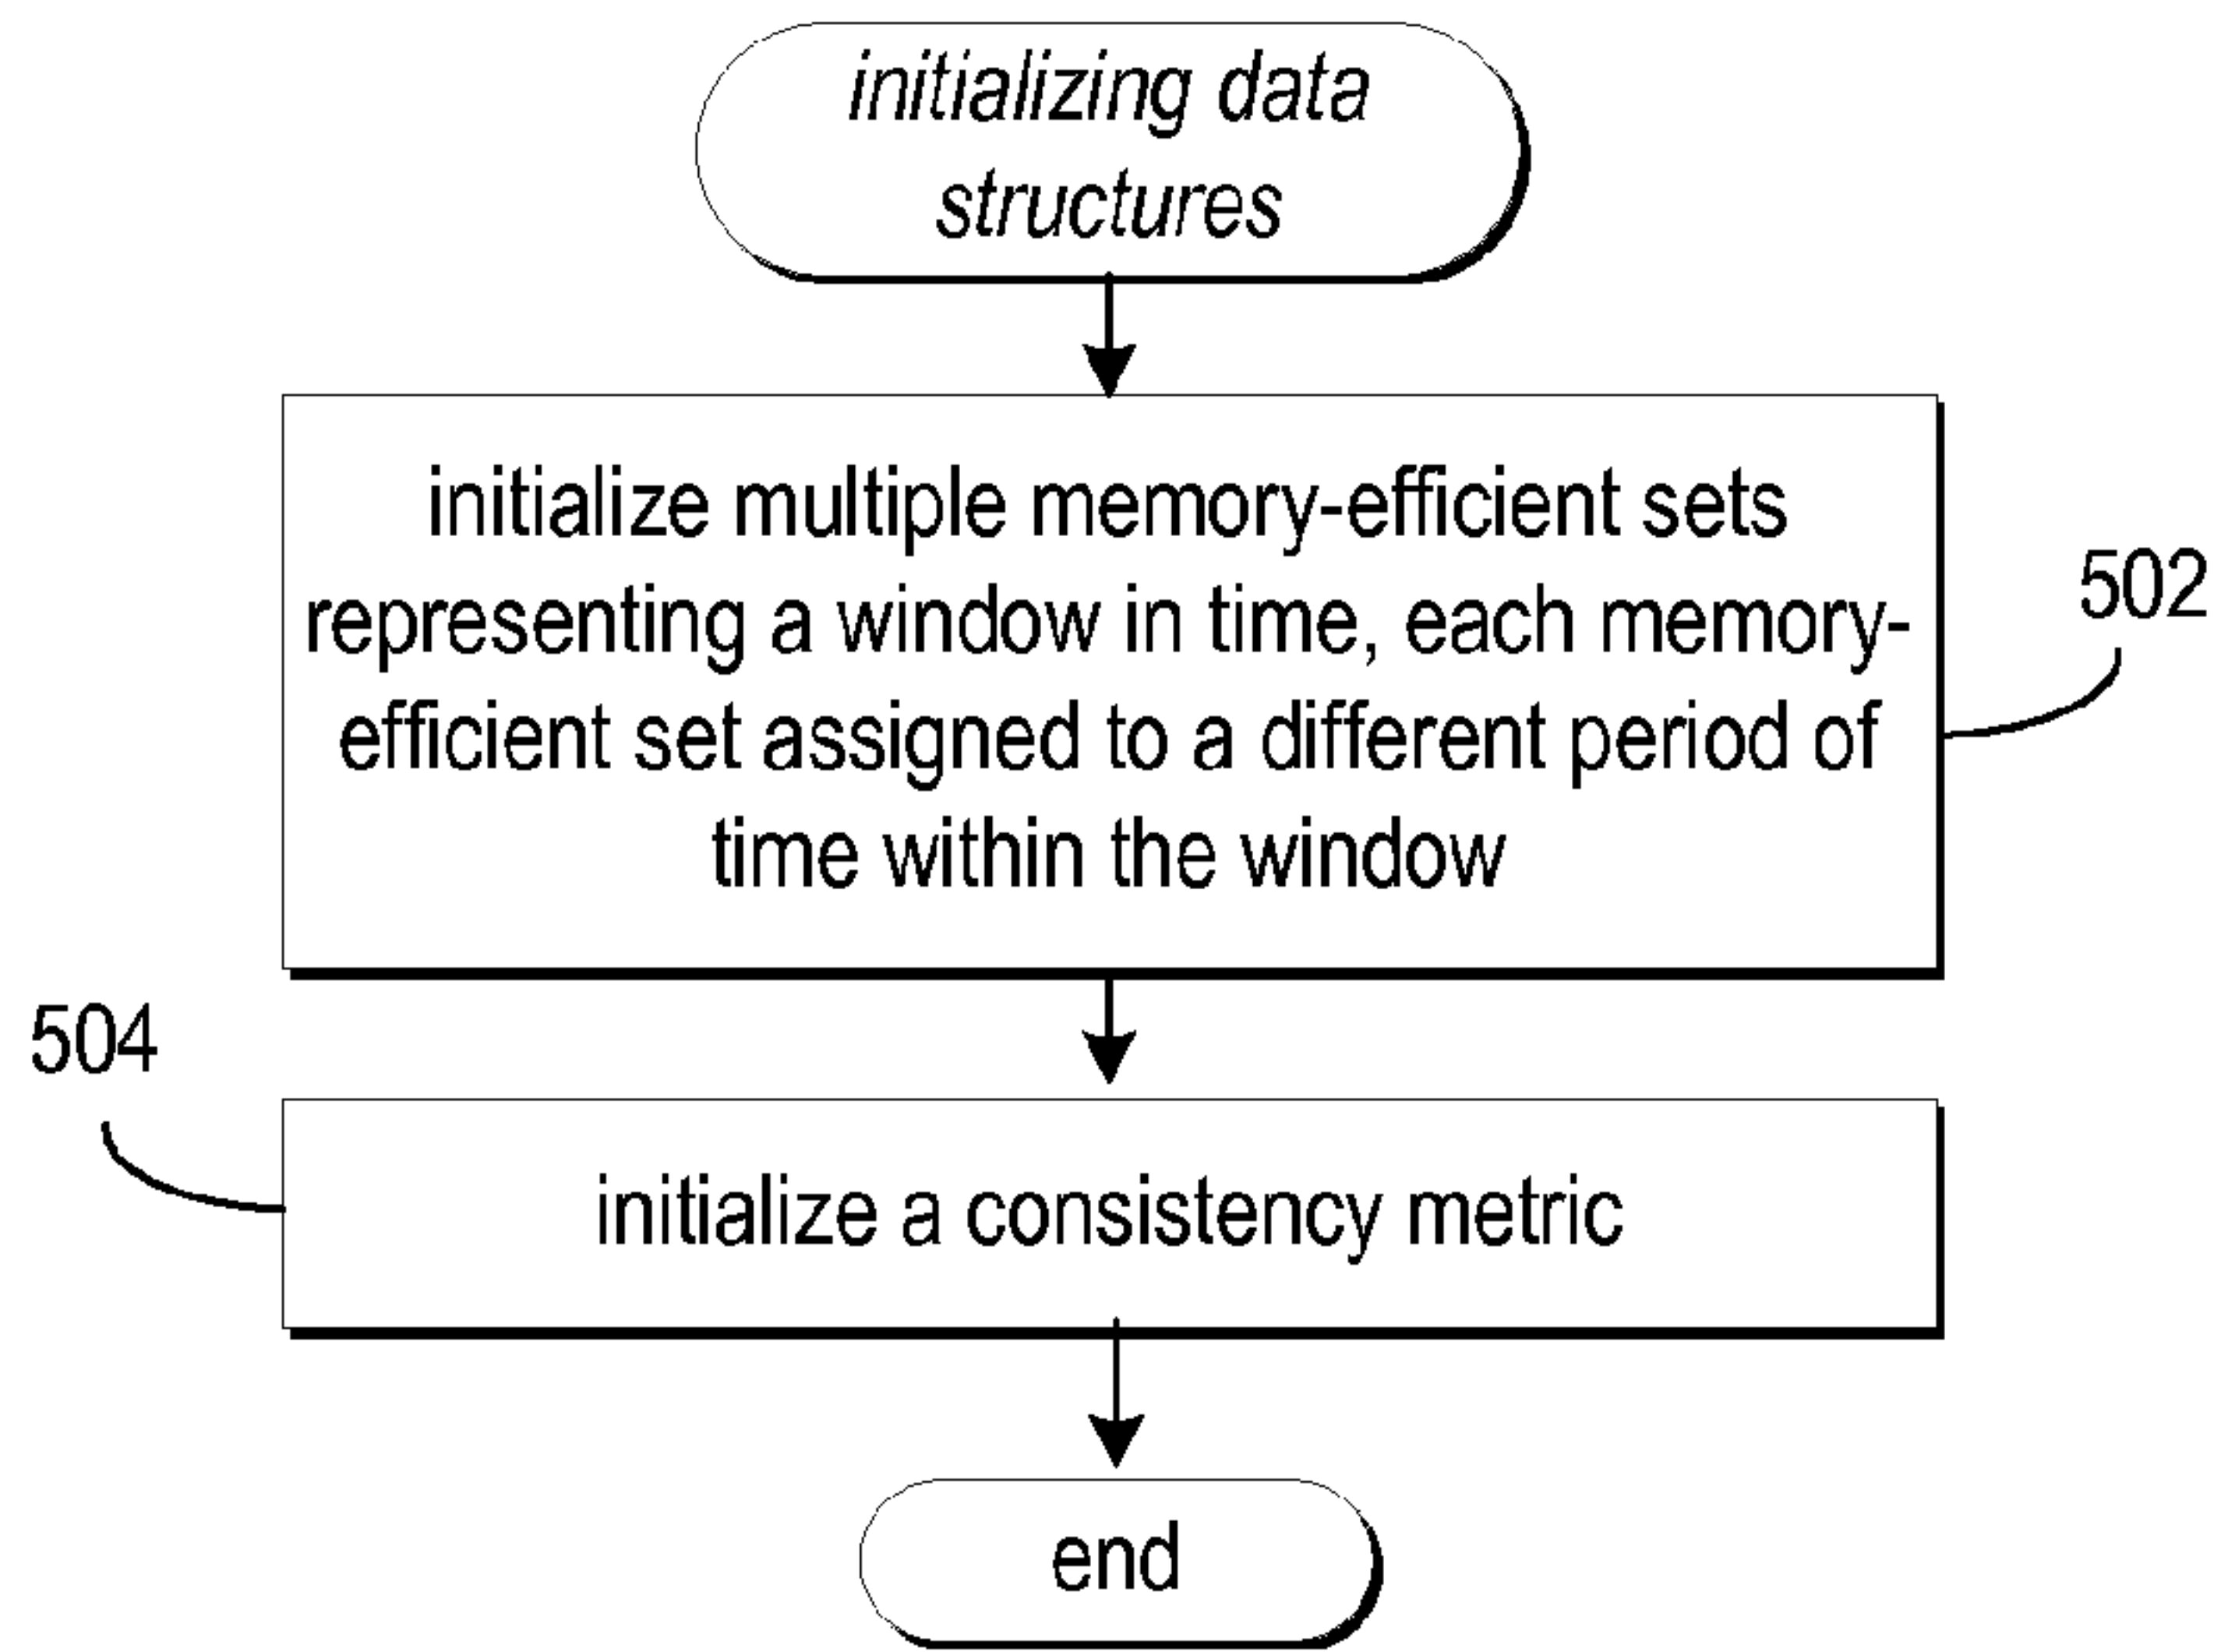 initializing data
structures
initialize multiple memory-efficient sets
representing a window in time, each memory-
efficient set assigned to a different period of
time within the window
502
504
initialize a consistency metric
end